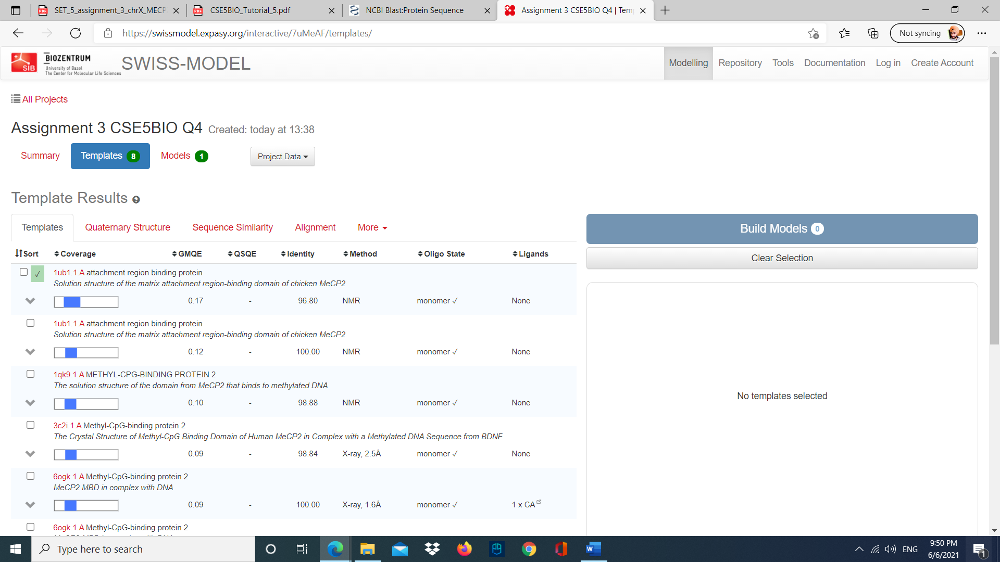 SET_5_assignment_3_chrX_MECP
CSE5BIO_Tutorial_5.pdf
NCBI Blast:Protein Sequence
Assignment 3 CSE5BIO Q4 | Temp
https://swissmodel.expasy.org/interactive/7uMeAF/templates/
Not syncing
SIB
BIOZENTRUM
University of Basel
The Center for Molecular Life Sciences
SWISS-MODEL
Modelling
Repository
Tools
Documentation
Log in
Create Account
All Projects
Assignment 3 CSE5BIO Q4 Created: today at 13:38
Summary
Templates 8
Models 1
Project Data
Template Results
Templates
Quaternary Structure
Sequence Similarity
Alignment
More
Build Models 0
Clear Selection
No templates selected
Sort Coverage GMQE QSQE Identity Method Oligo State Ligands
1ub1.1.A attachment region binding protein
Solution structure of the matrix attachment region-binding domain of chicken MeCP2
0.17 - 96.80 NMR monomer ✓ None
1ub1.1.A attachment region binding protein
Solution structure of the matrix attachment region-binding domain of chicken MeCP2
0.12 - 100.00 NMR monomer ✓ None
1qk9.1.A METHYL-CPG-BINDING PROTEIN 2
The solution structure of the domain from MeCP2 that binds to methylated DNA
0.10 - 98.88 NMR monomer ✓ None
3c2i.1.A Methyl-CpG-binding protein 2
The Crystal Structure of Methyl-CpG Binding Domain of Human MeCP2 in Complex with a Methylated DNA Sequence from BDNF
0.09 - 98.84 X-ray, 2.5Å monomer ✓ None
6ogk.1.A Methyl-CpG-binding protein 2
MeCP2 MBD in complex with DNA
0.09 - 100.00 X-ray, 1.6Å monomer ✓ 1 x CA
6ogk.1.A Methyl-CpG-binding protein 2
Type here to search
ENG
9:50 PM
6/6/2021
1